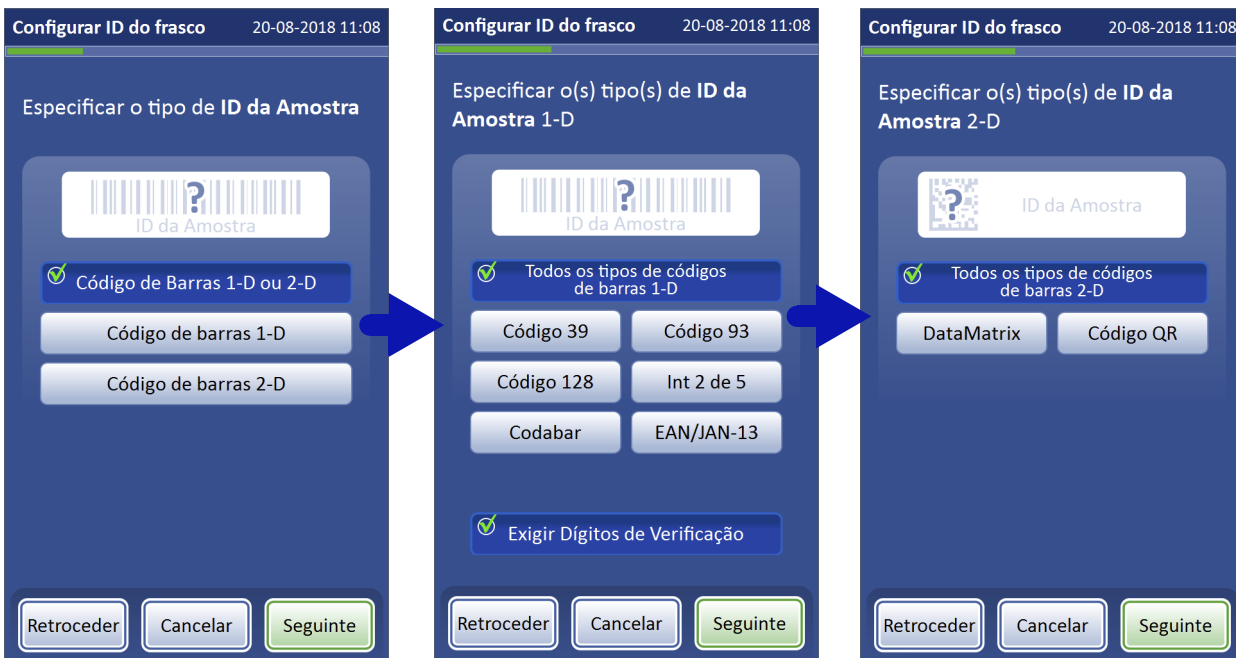 Configurar ID do frasco 20-08-2018 11:08
Especificar o tipo de ID da Amostra
?
ID da Amostra
Código de Barras 1-D ou 2-D
Código de barras 1-D
Código de barras 2-D
Retroceder Cancelar Seguinte
Configurar ID do frasco 20-08-2018 11:08
Especificar o(s) tipo(s) de ID da
Amostra 1-D
?
ID da Amostra
Todos os tipos de códigos
de barras 1-D
Código 39 Código 93
Código 128 Int 2 de 5
Codabar EAN/JAN-13
Exigir Dígitos de Verificação
Retroceder Cancelar Seguinte
Configurar ID do frasco 20-08-2018 11:08
Especificar o(s) tipo(s) de ID da
Amostra 2-D
? ID da Amostra
Todos os tipos de códigos
de barras 2-D
DataMatrix Código QR
Retroceder Cancelar Seguinte